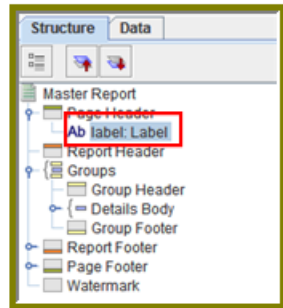 Structure Data
Master Report
Page Header
Ab label: Label
Report Header
Groups
Group Header
Details Body
Group Footer
Report Footer
Page Footer
Watermark